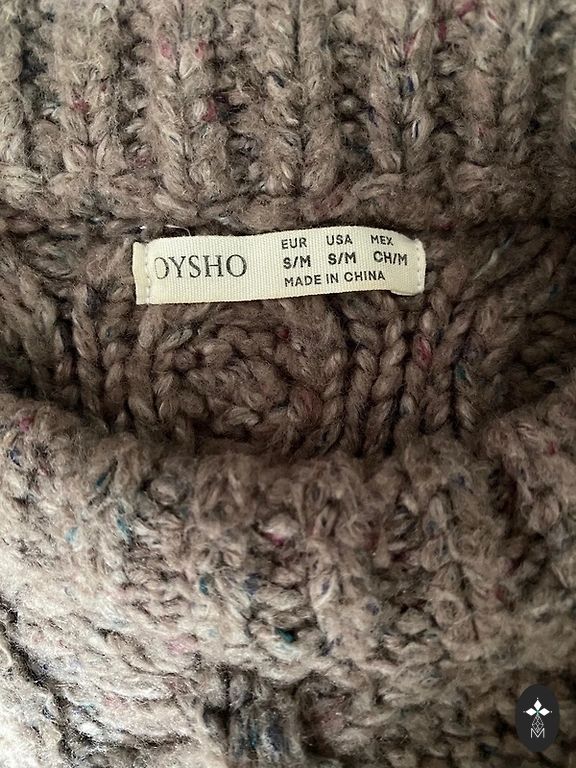 OYSHO
EUR USA MEX
S/M S/M CH/M
MADE IN CHINA
M